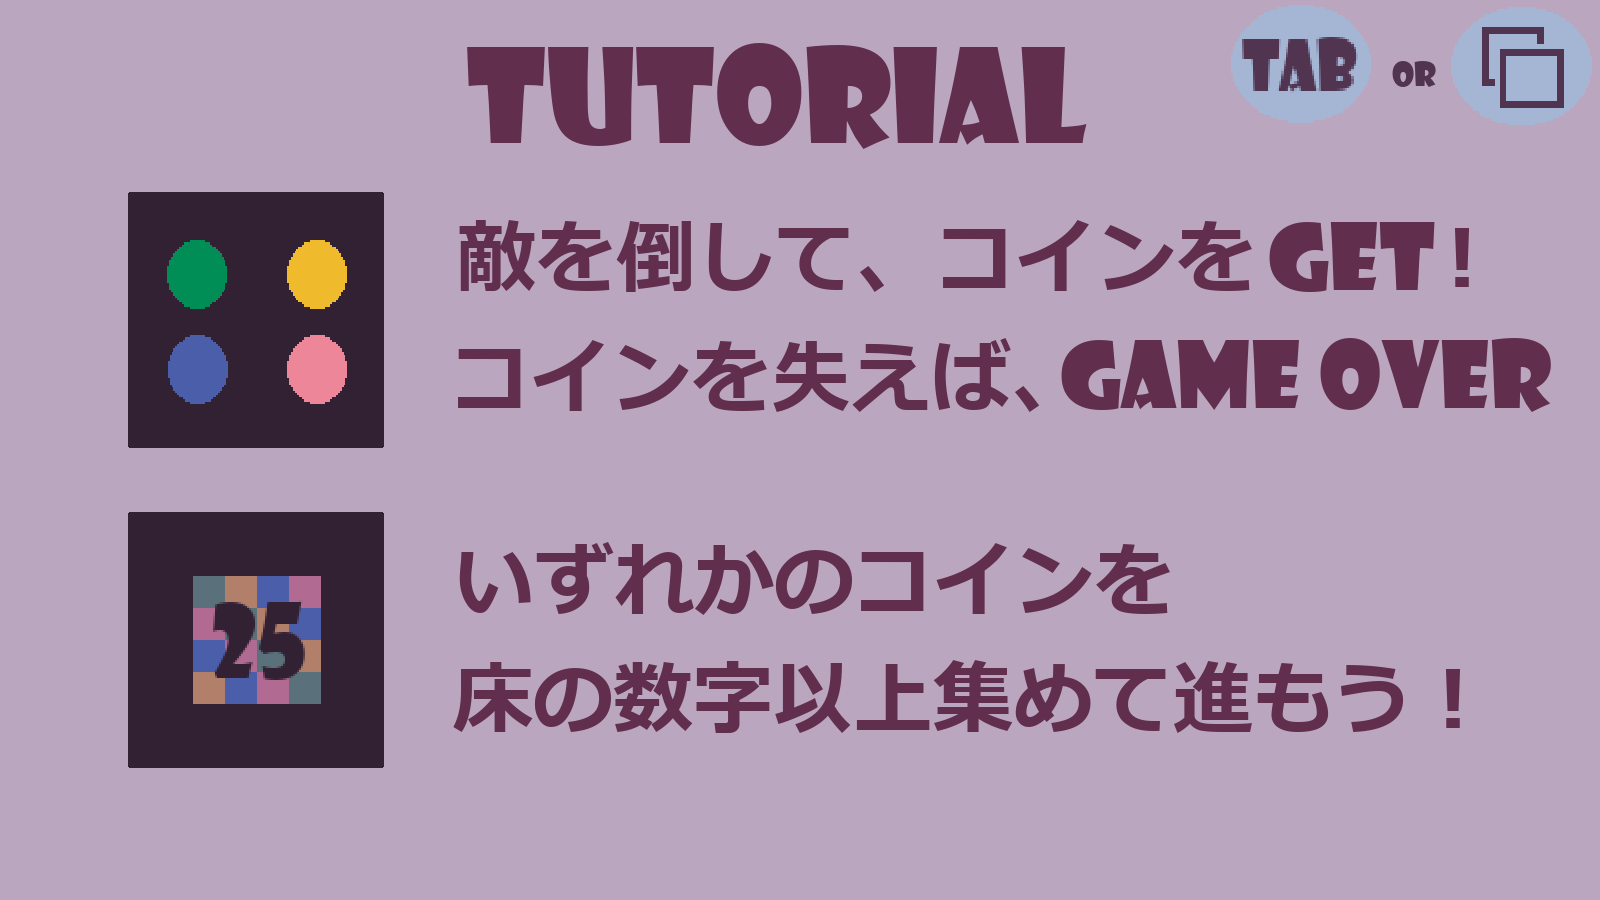 TUTORIAL
TAB OR
敵を倒して、コインをGET!
コインを失えば、GAME OVER
25
いずれかのコインを
床の数字以上集めて進もう!